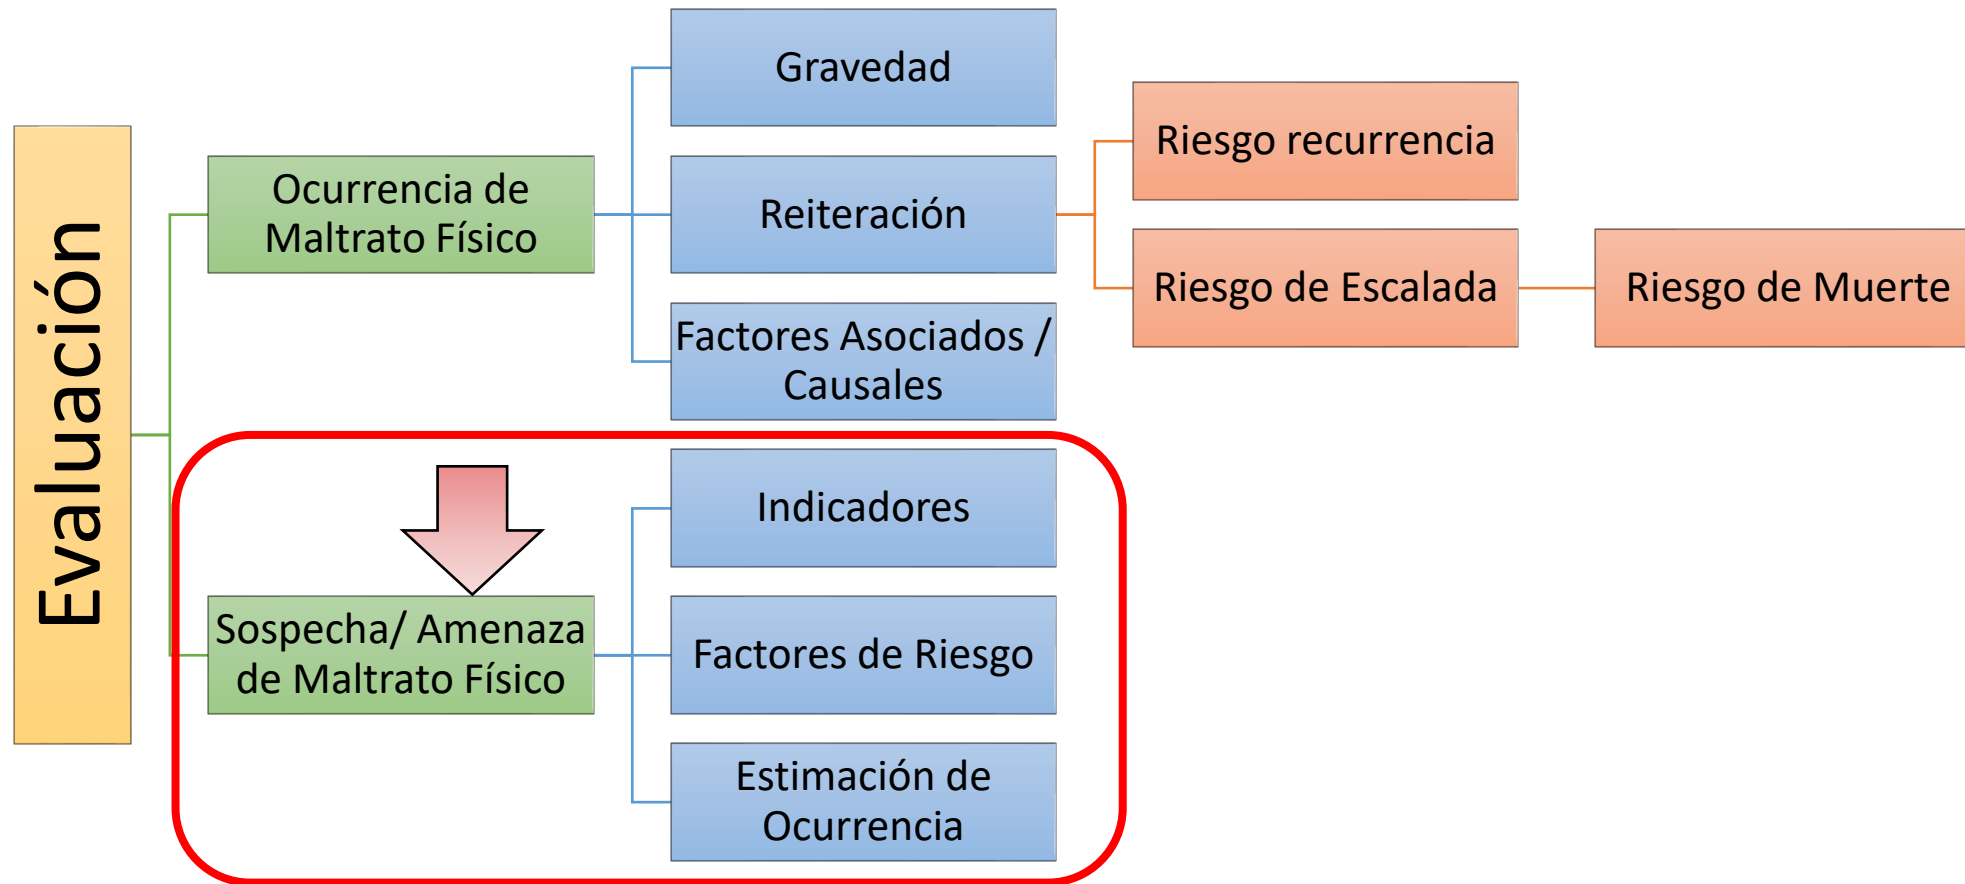 Evaluación
Ocurrencia de
Maltrato Físico
Gravedad
Reiteración
Riesgo recurrencia
Riesgo de Escalada
Riesgo de Muerte
Factores Asociados /
Causales
Sospecha/ Amenaza
de Maltrato Físico
Indicadores
Factores de Riesgo
Estimación de
Ocurrencia